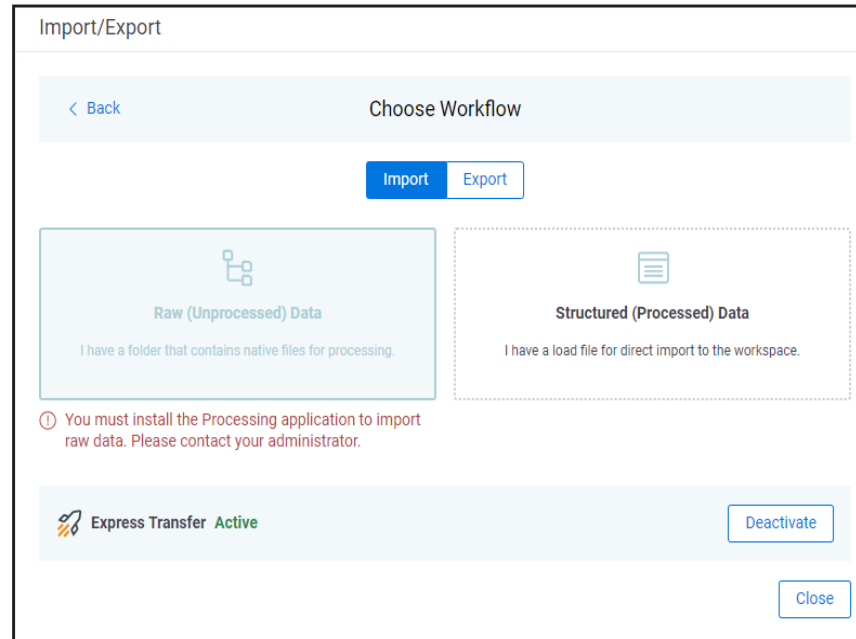 Import/Export
Back
Choose Workflow
Import
Export
Raw (Unprocessed) Data
I have a folder that contains native files for processing.
Structured (Processed) Data
I have a load file for direct import to the workspace.
You must install the Processing application to import
raw data. Please contact your administrator.
Express Transfer Active
Deactivate
Close